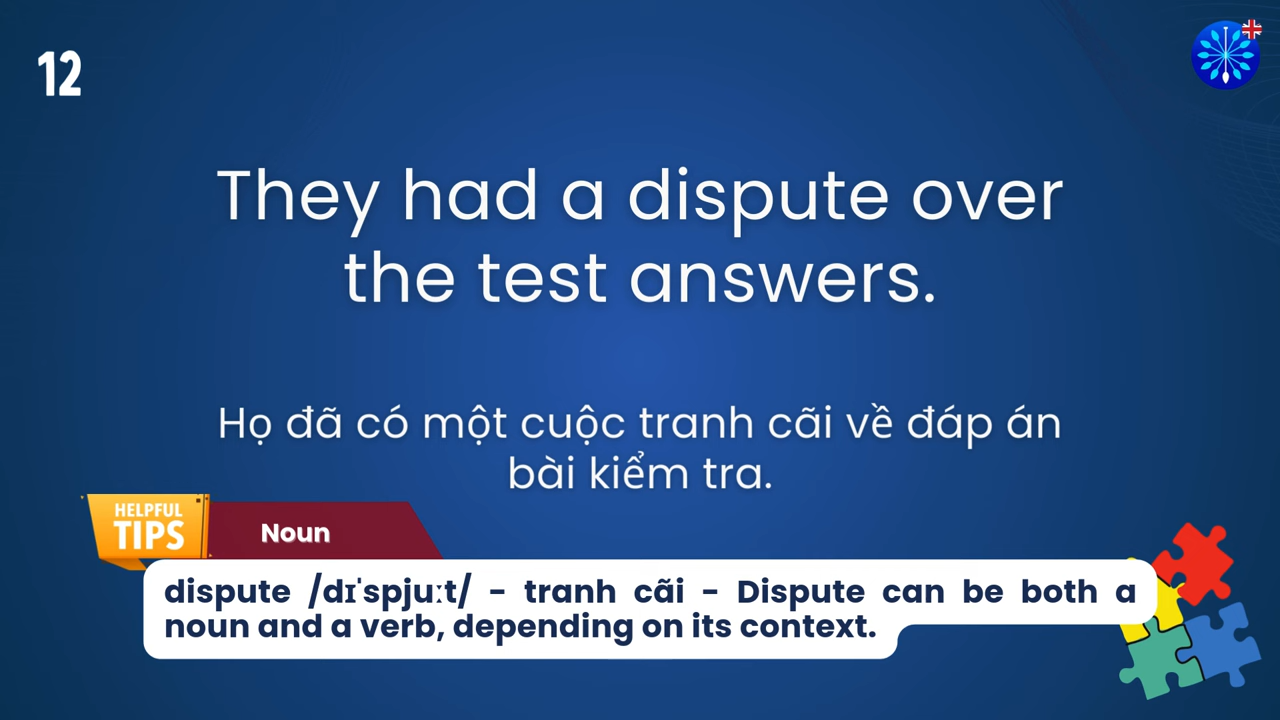 12
They had a dispute over
the test answers.
Họ đã có một cuộc tranh cãi về đáp án
bài kiểm tra.
HELPFUL
TIPS
Noun
dispute /dɪˈspjuːt/ - tranh cãi - Dispute can be both a
noun and a verb, depending on its context.